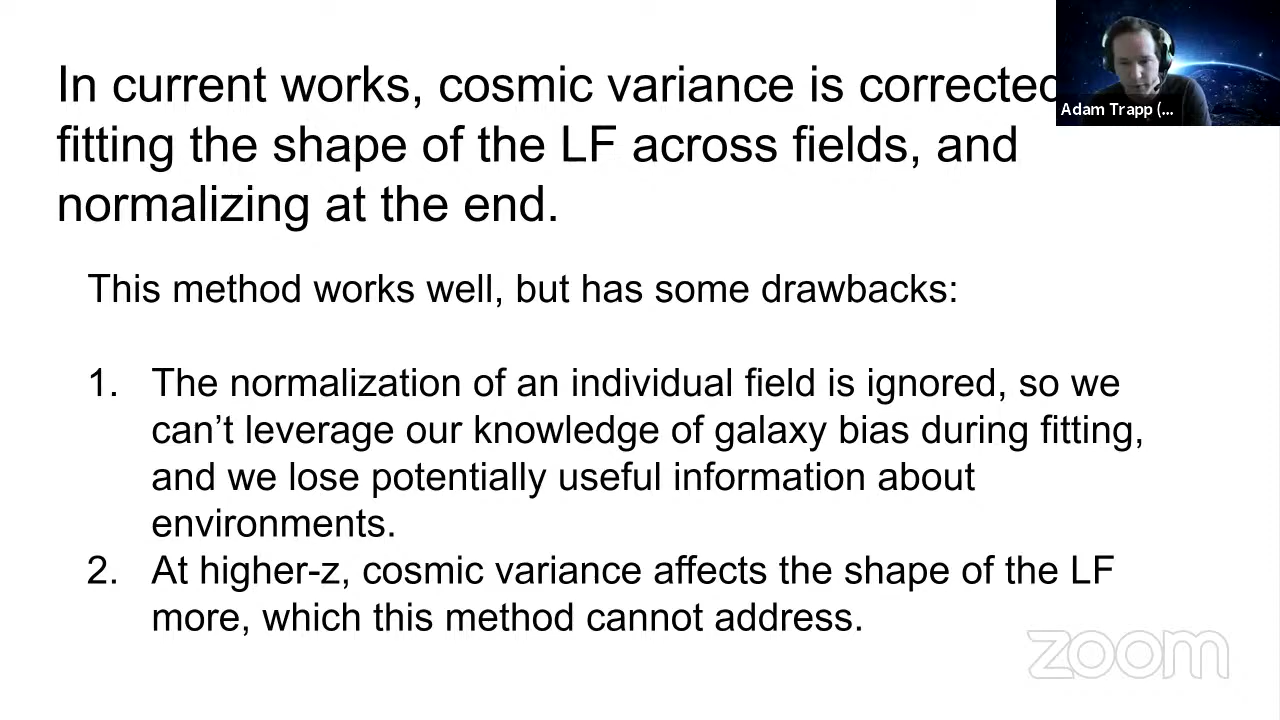 In current works, cosmic variance is corrected
fitting the shape of the LF across fields, and
normalizing at the end.
This method works well, but has some drawbacks:
1. The normalization of an individual field is ignored, so we
can’t leverage our knowledge of galaxy bias during fitting,
and we lose potentially useful information about
environments.
2. At higher-z, cosmic variance affects the shape of the LF
more, which this method cannot address.
Adam Trapp (...
zoom